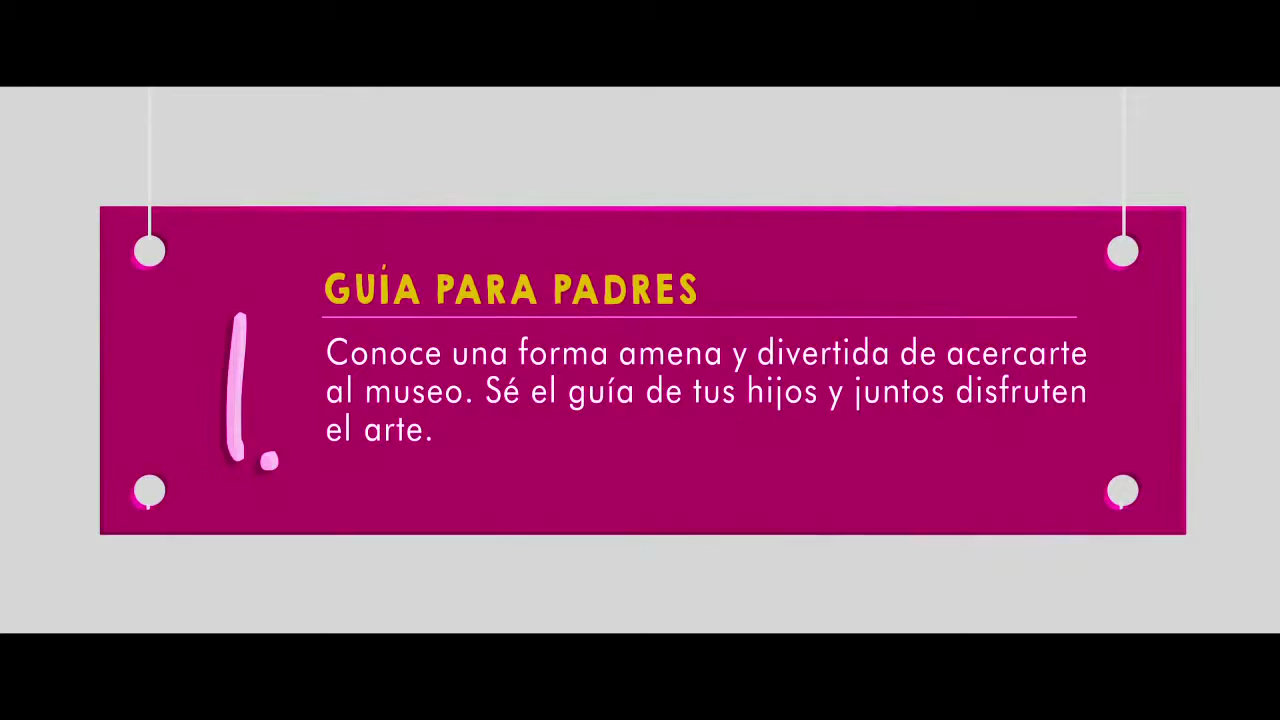 1.
GUÍA PARA PADRES
Conoce una forma amena y divertida de acercarte
al museo. Sé el guía de tus hijos y juntos disfruten
el arte.